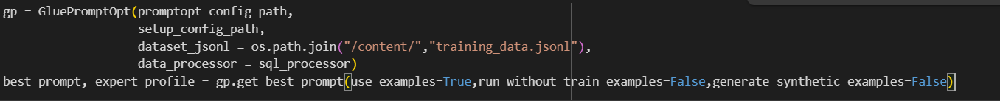 gp = GluePromptOpt(promptopt_config_path,
setup_config_path,
dataset_jsonl = os.path.join("/content/","training_data.jsonl"),
data_processor = sql_processor)
best_prompt, expert_profile = gp.get_best_prompt(use_examples=True,run_without_train_examples=False,generate_synthetic_examples=False)